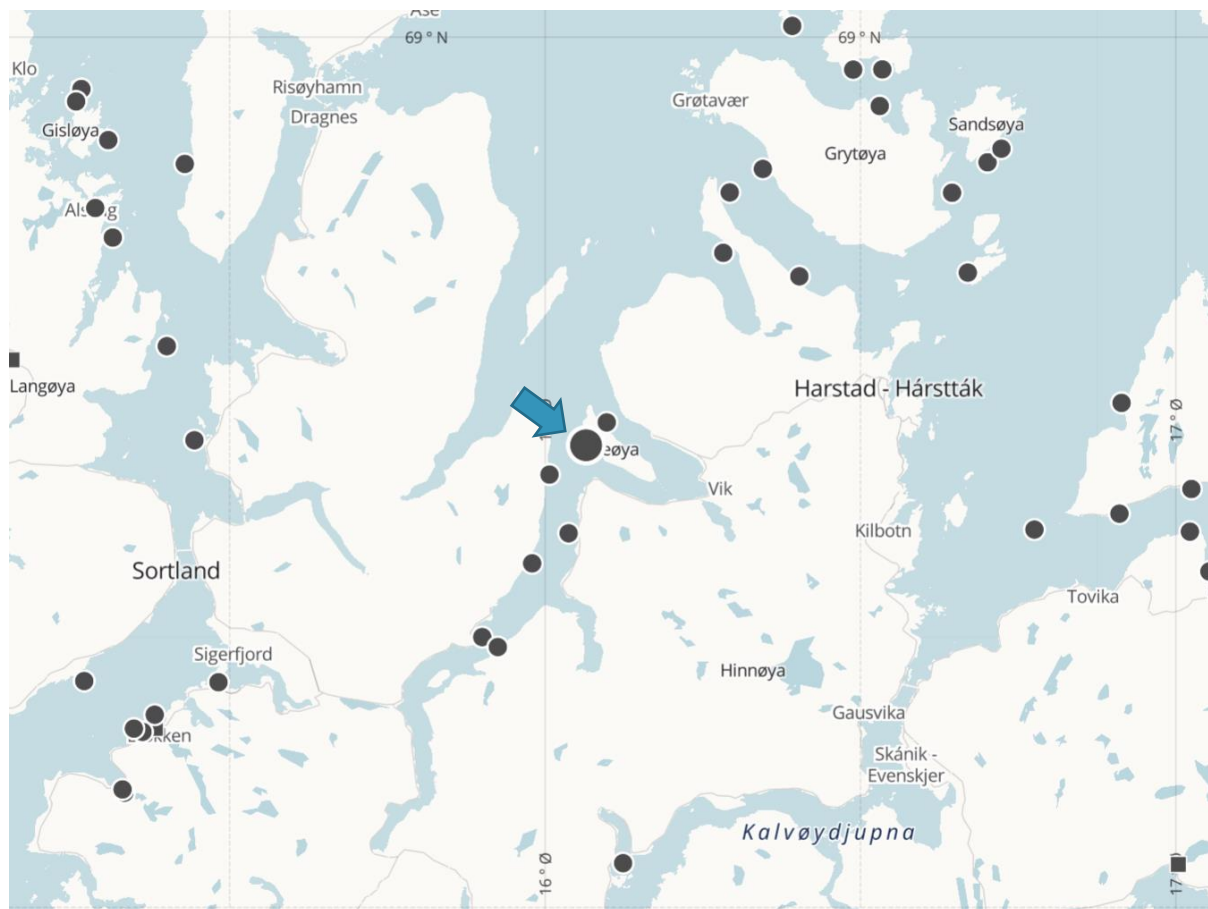 69 ° N
69 ° N
Klo
Risøyhamn
Dragnes
Grøtavær
Gisløya
Sandsøya
Grytøya
Langøya
Harstad - Hárstták
17 ° Ø
Vik
Kilbotn
Sortland
Tovika
Sigerfjord
Hinnøya
Gausvika
Skánik -
Evenskjer
Kalvøydjupna
16 ° Ø